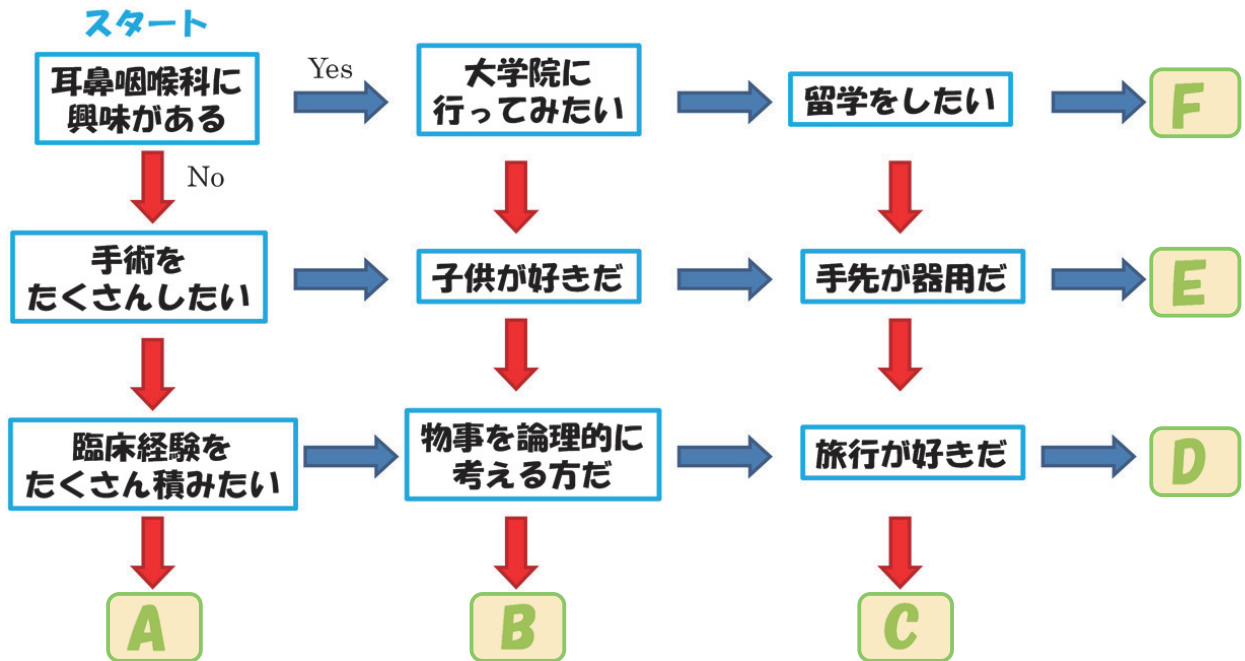 スタート
耳鼻咽喉科に
興味がある
Yes
大学院に
行ってみたい
留学をしたい
F
No
手術を
たくさんしたい
子供が好きだ
手先が器用だ
E
臨床経験を
たくさん積みたい
物事を論理的に
考える方だ
旅行が好きだ
D
A
B
C